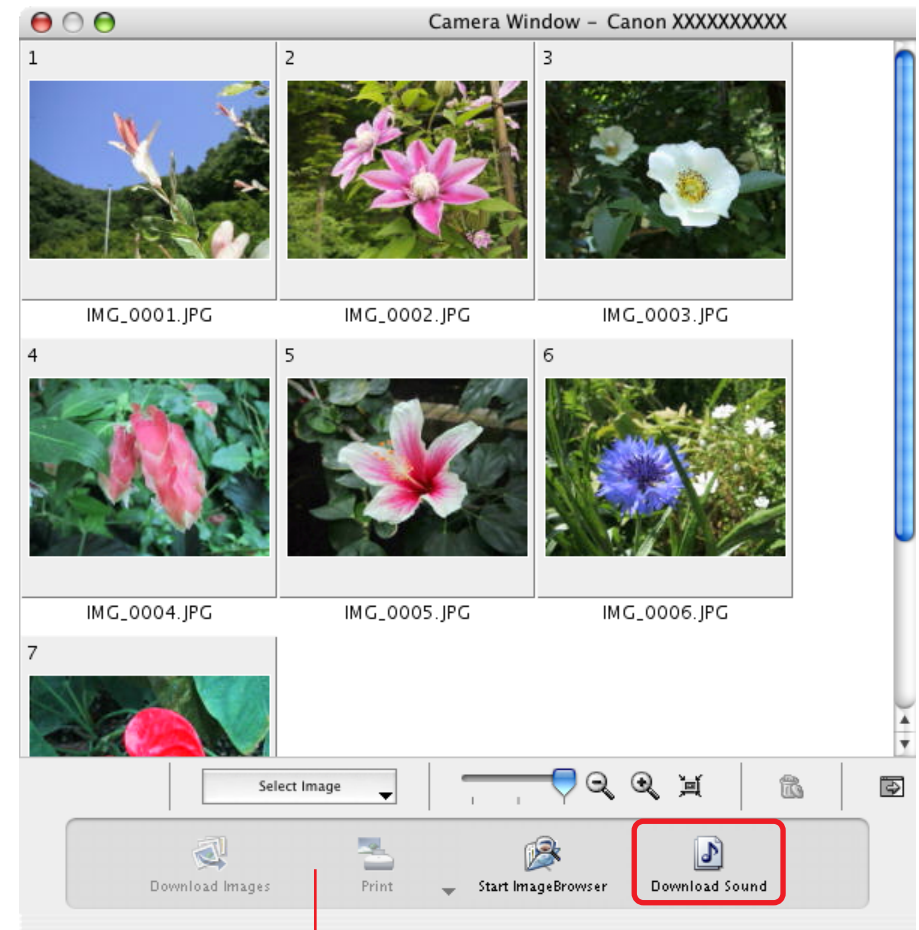 Camera Window – Canon XXXXXXXXXX
1 2 3
IMG_0001.JPG IMG_0002.JPG IMG_0003.JPG
4 5 6
IMG_0004.JPG IMG_0005.JPG IMG_0006.JPG
7
Select Image
Download Images Print Start ImageBrowser Download Sound